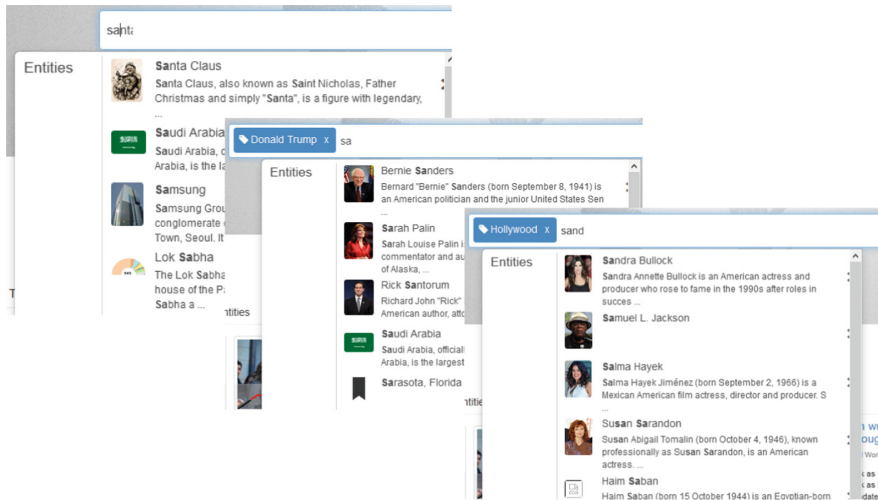 santa
Entities
Santa Claus
Santa Claus, also known as Saint Nicholas, Father
Christmas and simply "Santa", is a figure with legendary,
...
Saudi Arabia
Saudi Arabia,
Arabia, is the
Samsung
Samsung
conglomerate
Town, Seoul. It
Lok Sabha
The Lok Sabha
house of the
Sabha a ...
Donald Trump x sa
Entities
Bernie Sanders
Bernard "Bernie" Sanders (born September 8, 1941) is
an American politician and the junior United States Sen
...
Sarah Palin
Sarah Louise Palin
commentator and
of Alaska, ...
Rick Santorum
Richard John "Rick"
American author,
Saudi Arabia
Saudi Arabia,
Arabia, is the largest
Sarasota, Florida
Hollywood x sand
Entities
Sandra Bullock
Sandra Annette Bullock is an American actress and
producer who rose to fame in the 1990s after roles in
succes ...
Samuel L. Jackson
Salma Hayek
Salma Hayek Jiménez (born September 2, 1966) is a
Mexican American film actress, director and producer. S
...
Susan Sarandon
Susan Abigail Tomalin (born October 4, 1946), known
professionally as Susan Sarandon, is an American
actress. ...
Haim Saban
Haim Saban (born 15 October 1944) is an Egyptian-born